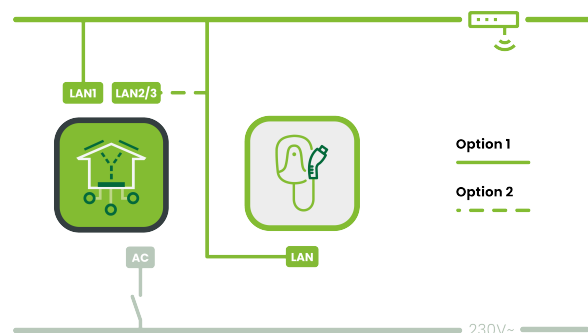 LAN1 LAN2/3
Option 1
Option 2
AC
LAN
230V~